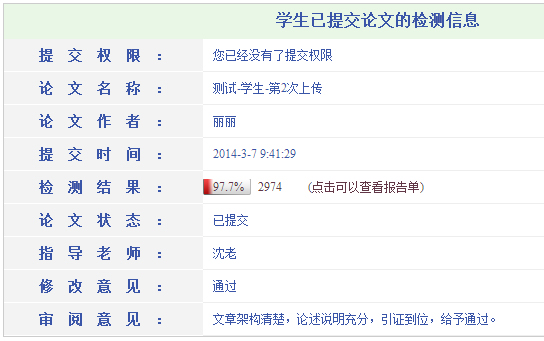 学生已提交论文的检测信息
提交权限： 您已经没有了提交权限
论文名称： 测试-学生-第2次上传
论文作者： 丽丽
提交时间： 2014-3-7 9:41:29
检测结果： 97.7% 2974 (点击可以查看报告单)
论文状态： 已提交
指导老师： 沈老
修改意见： 通过
审阅意见： 文章架构清楚，论述说明充分，引证到位，给予通过。